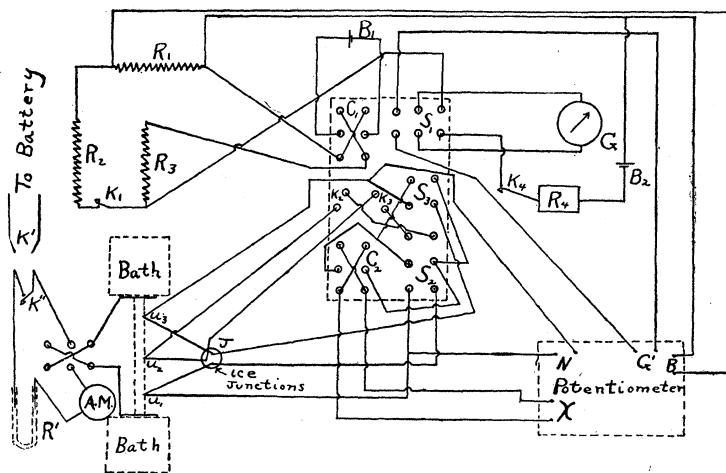 B₁
R₁
C₁
S₁
G
To Battery
R₂
R₃
K₁
K₂
K₃
S₃
K₄
R₄
B₂
K'
Bath
C₂
S₂
K"
u₃
J
u₂
ice
Junctions
N
G'
B
Potentiometer
X
A.M.
u₁
R'
Bath